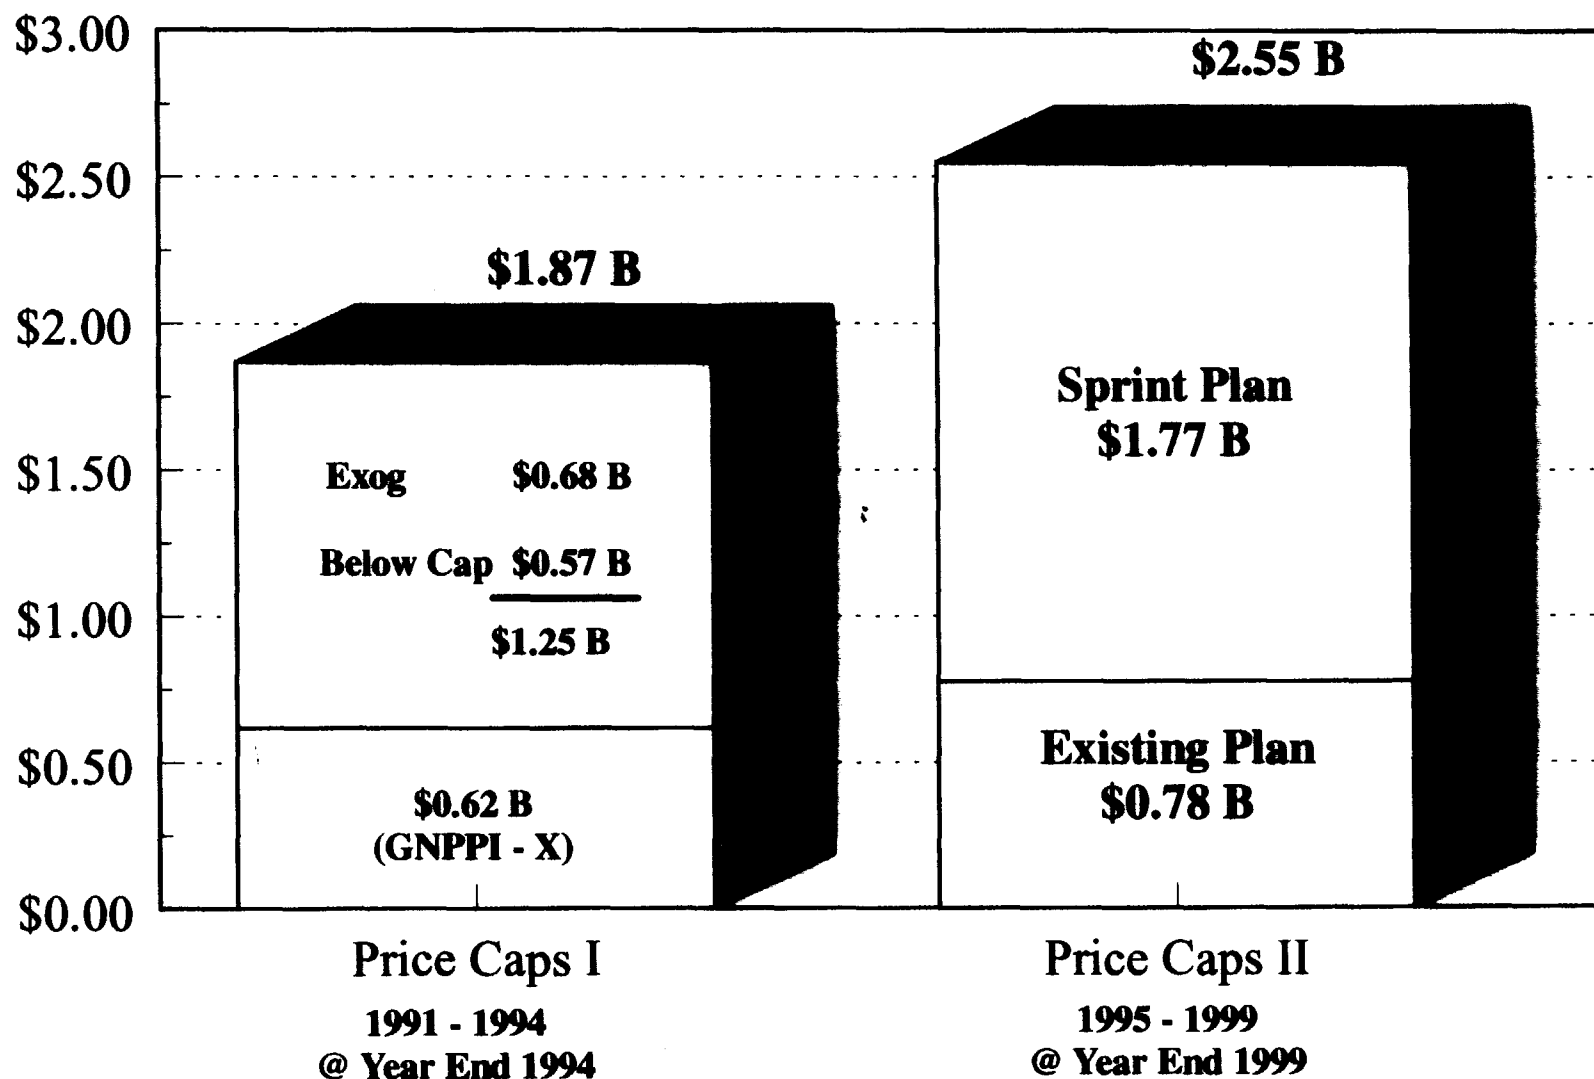 $3.00
$2.50
$2.00
$1.50
$1.00
$0.50
$0.00
$1.87 B
Exog $0.68 B
Below Cap $0.57 B
$1.25 B
$0.62 B
(GNPPI - X)
$2.55 B
Sprint Plan
$1.77 B
Existing Plan
$0.78 B
Price Caps I
1991 - 1994
@ Year End 1994
Price Caps II
1995 - 1999
@ Year End 1999